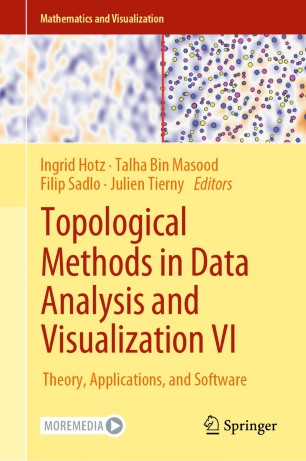 Mathematics and Visualization
Ingrid Hotz · Talha Bin Masood
Filip Sadlo · Julien Tierny Editors
Topological
Methods in Data
Analysis and
Visualization VI
Theory, Applications, and Software
MOREMEDIA
Springer